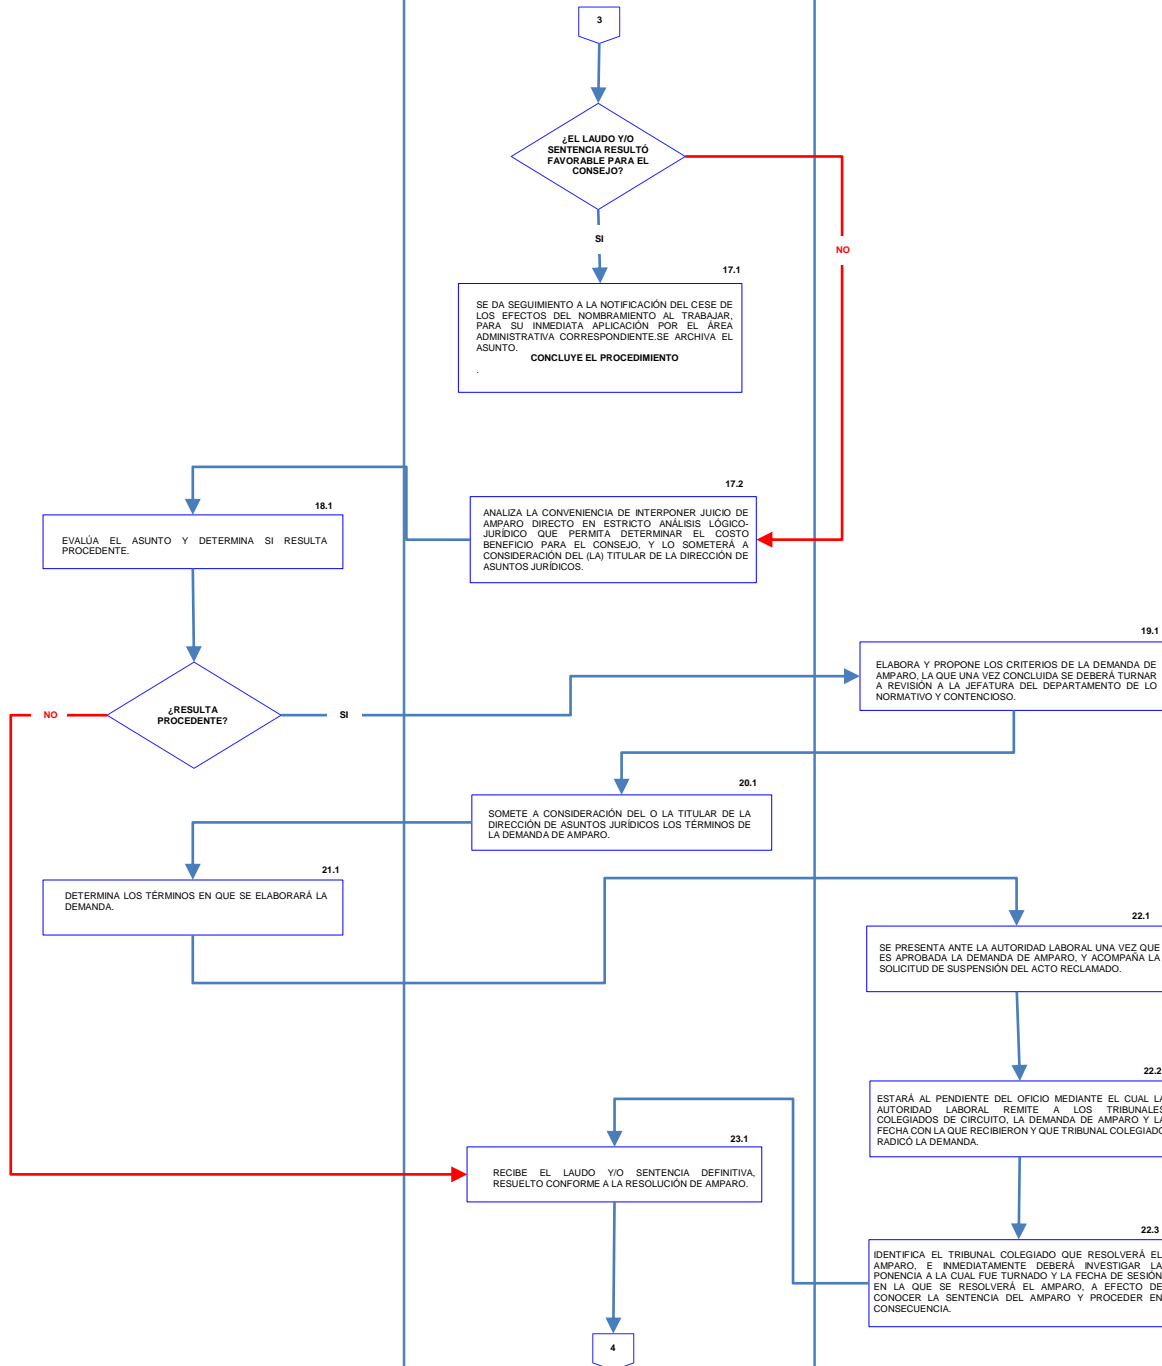 3
¿EL LAUDO Y/O
SENTENCIA RESULTÓ
FAVORABLE PARA EL
CONSEJO?
SI
NO
17.1
SE DA SEGUIMIENTO A LA NOTIFICACIÓN DEL CESE DE
LOS EFECTOS DEL NOMBRAMIENTO AL TRABAJAR,
PARA SU INMEDIATA APLICACIÓN POR EL ÁREA
ADMINISTRATIVA CORRESPONDIENTE.SE ARCHIVA EL
ASUNTO.
CONCLUYE EL PROCEDIMIENTO
.
17.2
ANALIZA LA CONVENIENCIA DE INTERPONER JUICIO DE
AMPARO DIRECTO EN ESTRICTO ANÁLISIS LÓGICO-
JURÍDICO QUE PERMITA DETERMINAR EL COSTO
BENEFICIO PARA EL CONSEJO, Y LO SOMETERÁ A
CONSIDERACIÓN DEL (LA) TITULAR DE LA DIRECCIÓN DE
ASUNTOS JURÍDICOS.
18.1
EVALÚA EL ASUNTO Y DETERMINA SI RESULTA
PROCEDENTE.
¿RESULTA
PROCEDENTE?
NO
SI
19.1
ELABORA Y PROPONE LOS CRITERIOS DE LA DEMANDA DE
AMPARO, LA QUE UNA VEZ CONCLUIDA SE DEBERÁ TURNAR
A REVISIÓN A LA JEFATURA DEL DEPARTAMENTO DE LO
NORMATIVO Y CONTENCIOSO.
20.1
SOMETE A CONSIDERACIÓN DEL O LA TITULAR DE LA
DIRECCIÓN DE ASUNTOS JURÍDICOS LOS TÉRMINOS DE
LA DEMANDA DE AMPARO.
21.1
DETERMINA LOS TÉRMINOS EN QUE SE ELABORARÁ LA
DEMANDA.
22.1
SE PRESENTA ANTE LA AUTORIDAD LABORAL UNA VEZ QUE
ES APROBADA LA DEMANDA DE AMPARO, Y ACOMPAÑA LA
SOLICITUD DE SUSPENSIÓN DEL ACTO RECLAMADO.
22.2
ESTARÁ AL PENDIENTE DEL OFICIO MEDIANTE EL CUAL LA
AUTORIDAD LABORAL REMITE A LOS TRIBUNALES
COLEGIADOS DE CIRCUITO, LA DEMANDA DE AMPARO Y LA
FECHA CON LA QUE RECIBIERON Y QUE TRIBUNAL COLEGIADO
RADICÓ LA DEMANDA.
23.1
RECIBE EL LAUDO Y/O SENTENCIA DEFINITIVA,
RESUELTO CONFORME A LA RESOLUCIÓN DE AMPARO.
22.3
IDENTIFICA EL TRIBUNAL COLEGIADO QUE RESOLVERÁ EL
AMPARO, E INMEDIATAMENTE DEBERÁ INVESTIGAR LA
PONENCIA A LA CUAL FUE TURNADO Y LA FECHA DE SESIÓN
EN LA QUE SE RESOLVERÁ EL AMPARO, A EFECTO DE
CONOCER LA SENTENCIA DEL AMPARO Y PROCEDER EN
CONSECUENCIA.
4